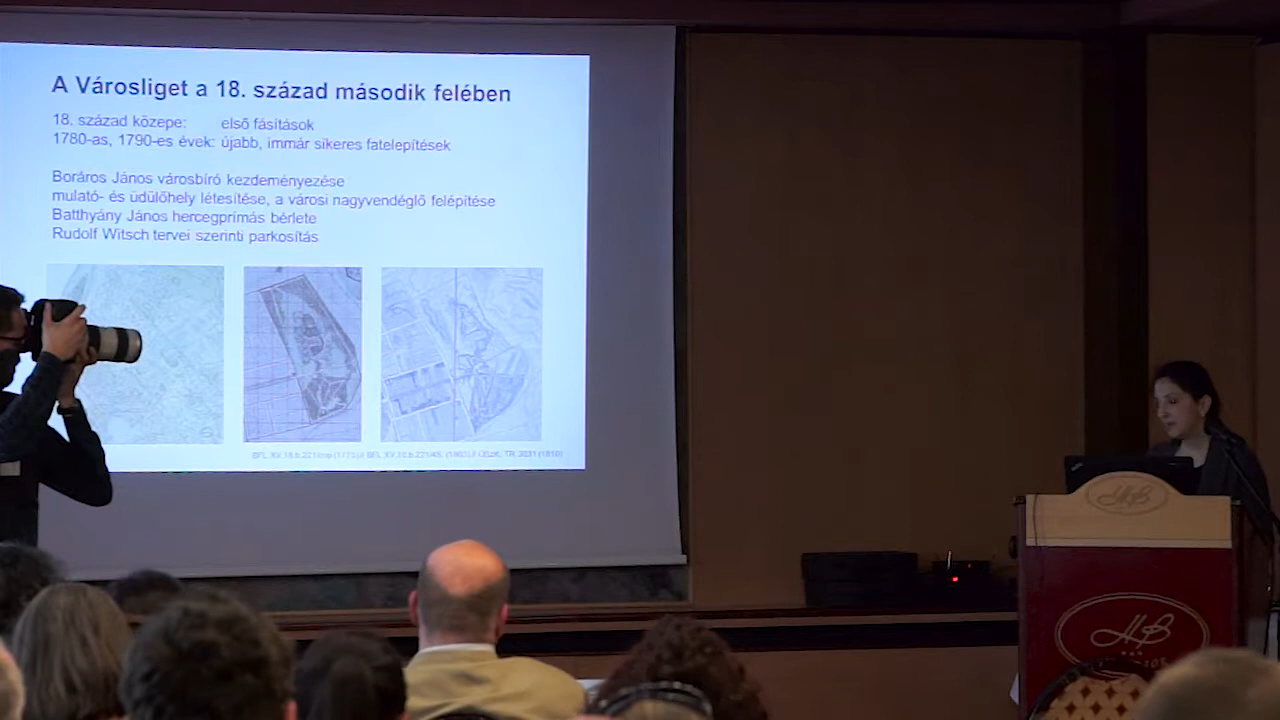 A Városliget a 18. század második felében
18. század közepe: első fásítások
1780-as, 1790-es évek: újabb, immár sikeres fatelepítések
Boráros János városbíró kezdeményezése
mulató- és üdülőhely létesítése, a városi nagyvendéglő felépítése
Batthyány János hercegprímás bérlete
Rudolf Witsch tervei szerinti parkosítás
HB
HB